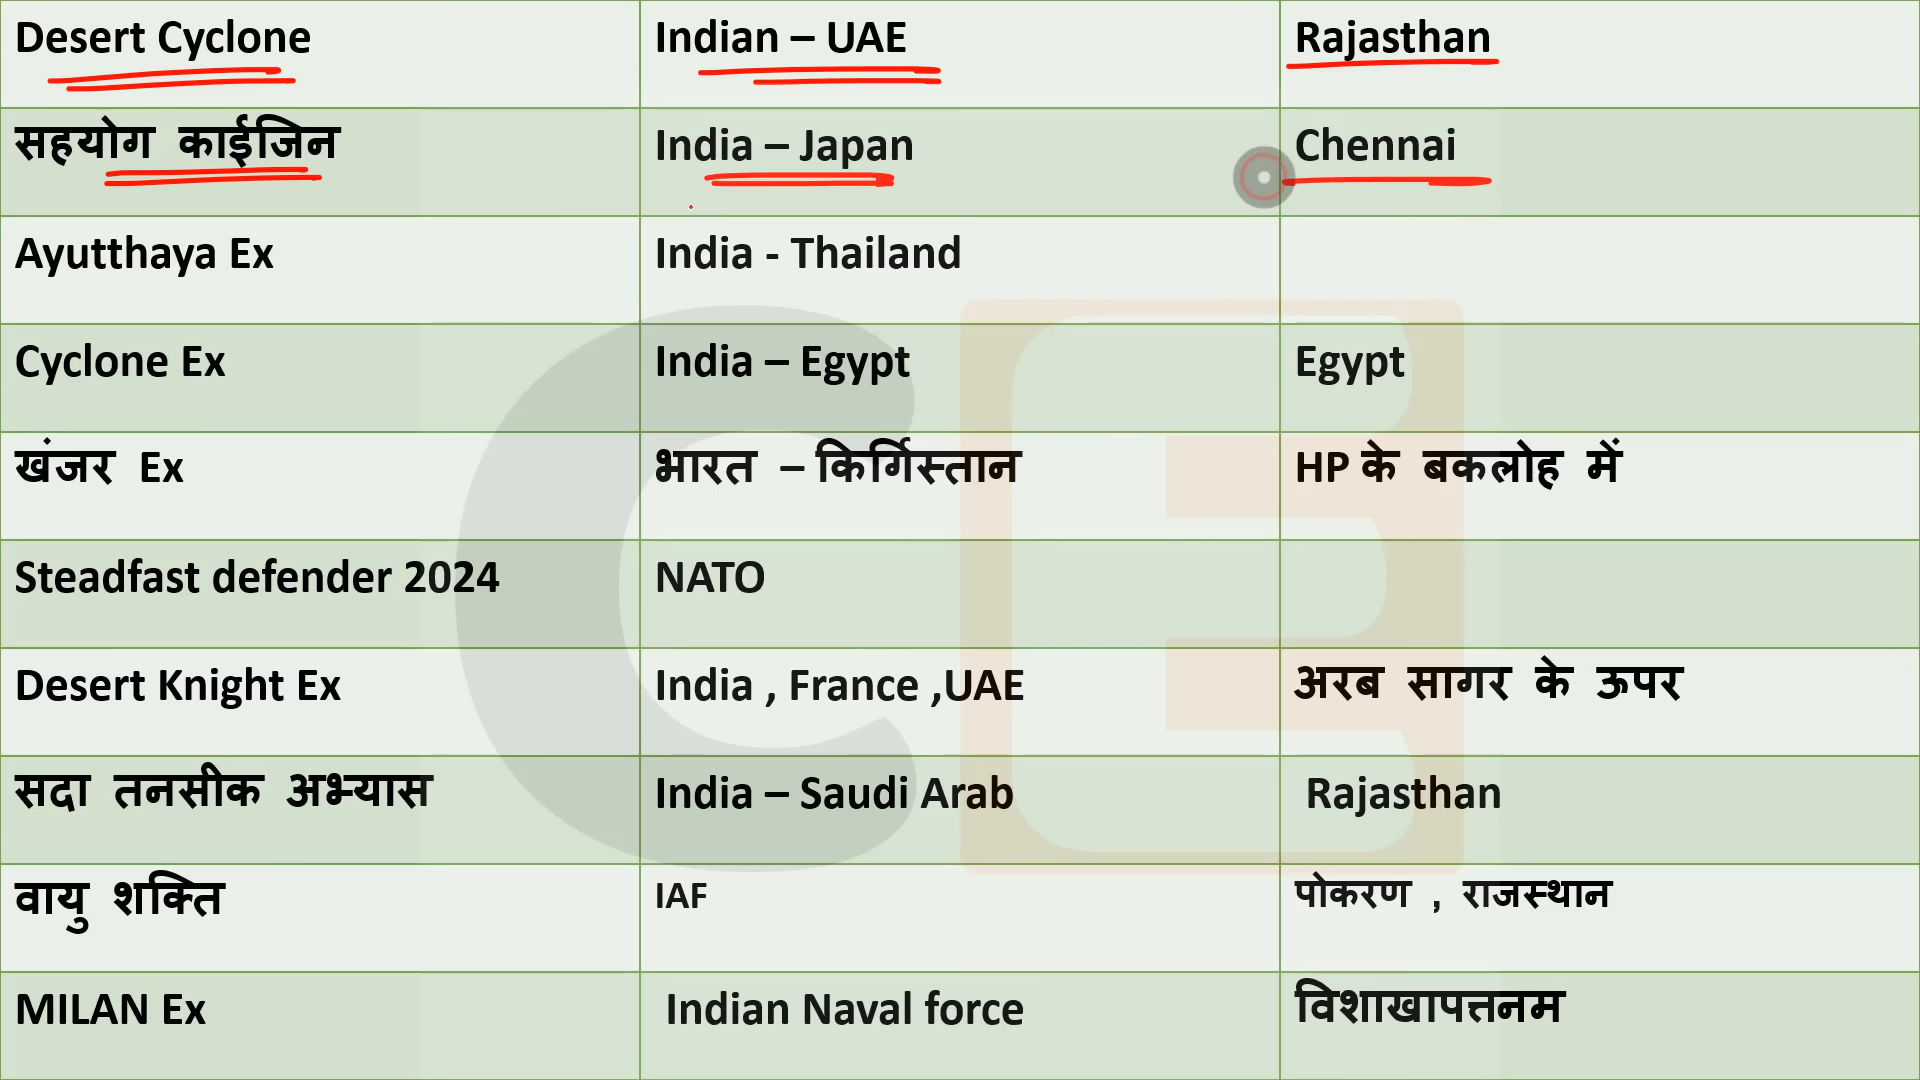 Desert Cyclone
Indian – UAE
Rajasthan
सहयोग काईजिन
India – Japan
Chennai
Ayutthaya Ex
India - Thailand
Cyclone Ex
India – Egypt
Egypt
खंजर Ex
भारत – किर्गिस्तान
HP के बकलोह में
Steadfast defender 2024
NATO
Desert Knight Ex
India , France ,UAE
अरब सागर के ऊपर
सदा तनसीक अभ्यास
India – Saudi Arab
Rajasthan
वायु शक्ति
IAF
पोकरण , राजस्थान
MILAN Ex
Indian Naval force
विशाखापत्तनम